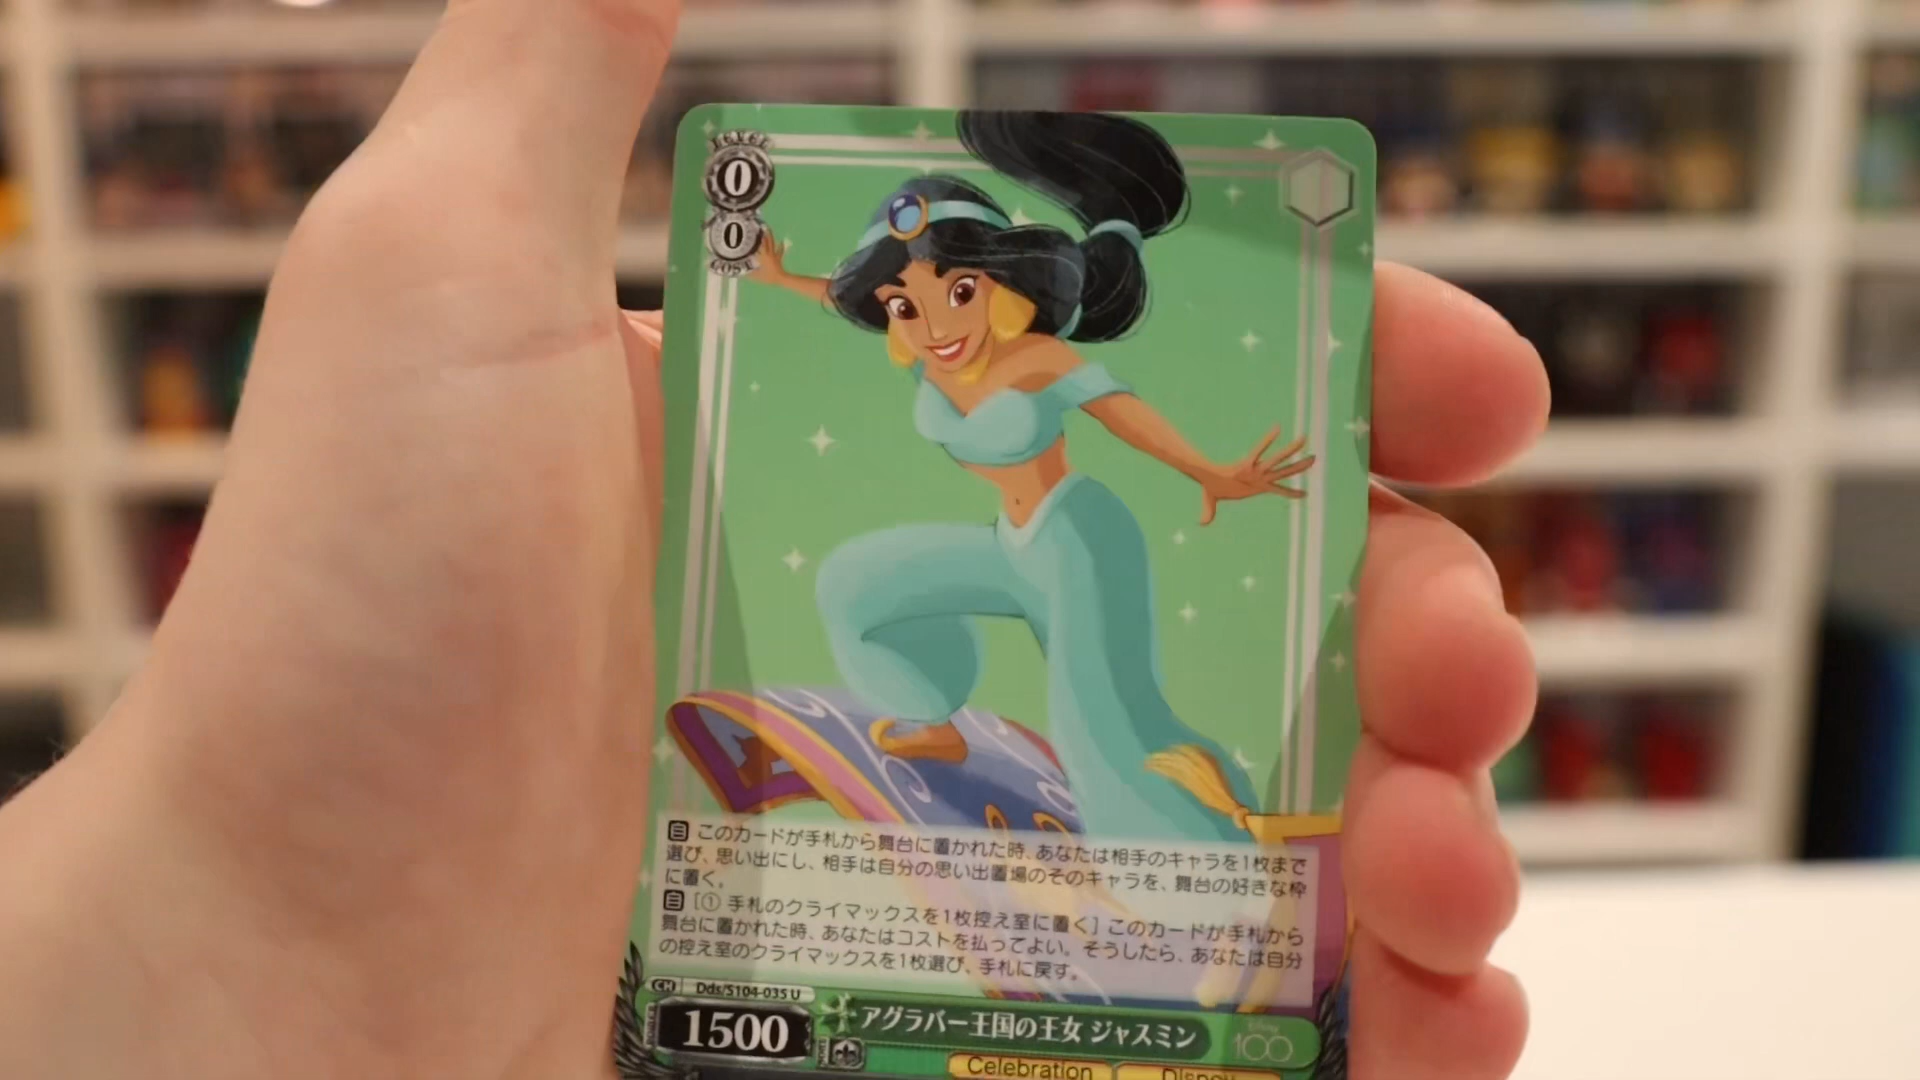 LEVEL
0
0
COST
自 このカードが手札から舞台に置かれた時、あなたは相手のキャラを1枚まで
選び、思い出にし、相手は自分の思い出置場のそのキャラを、舞台の好きな枠
に置く。
自 [① 手札のクライマックスを1枚控え室に置く] このカードが手札から
舞台に置かれた時、あなたはコストを払ってよい。そうしたら、あなたは自分
の控え室のクライマックスを1枚選び、手札に戻す。
CH Dds/S104-035 U
POWER 1500 SOUL アグラバー王国の王女 ジャスミン Disney 100
Celebration Disney